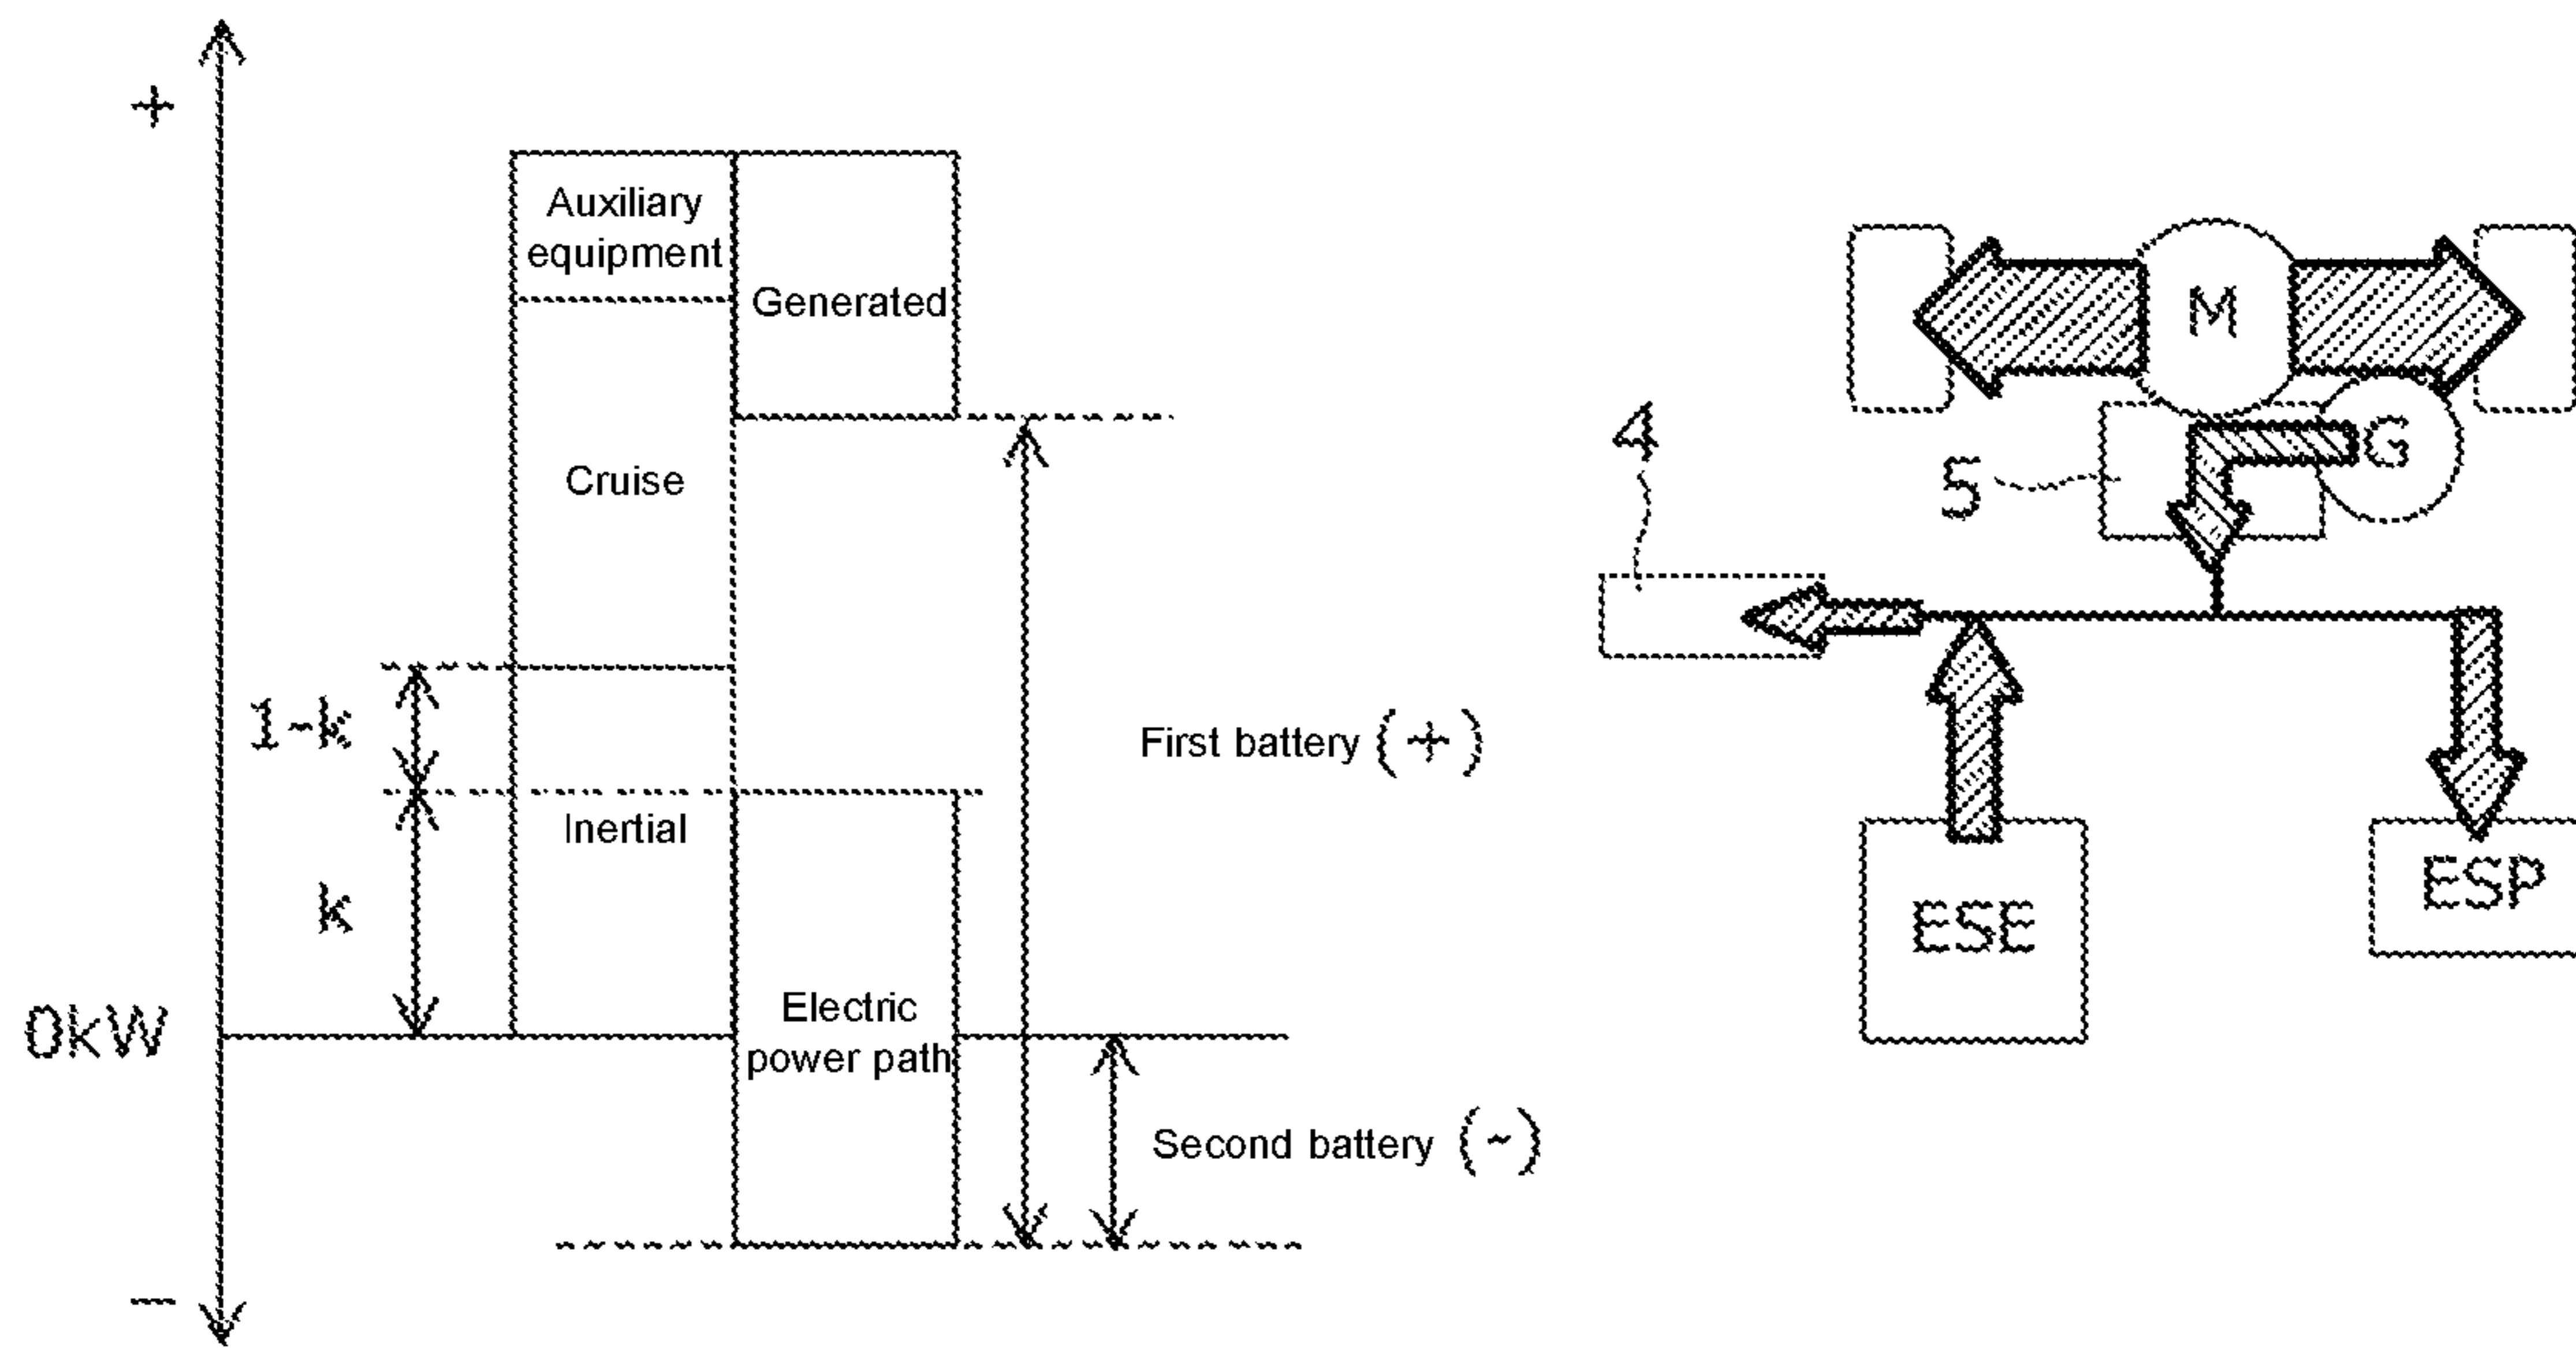 +
Auxiliary
equipment
Generated
Cruise
1-k
First battery (+)
Inertial
k
Electric
power path
0kW
Second battery (-)
-
M
G
4
5
ESE
ESP